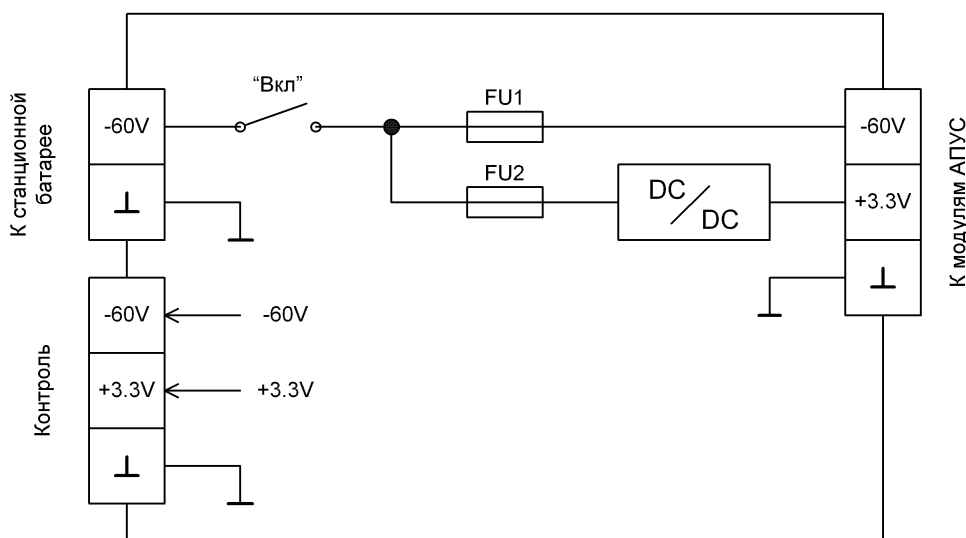 К станционной
батарее
-60V
⊥
“Вкл”
FU1
FU2
DC
DC
-60V
+3.3V
⊥
К модулям АПУС
Контроль
-60V
-60V
+3.3V
+3.3V
⊥